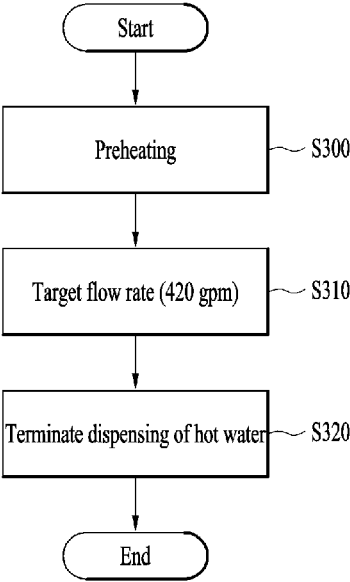 Start
Preheating
S300
Target flow rate (420 gpm)
S310
Terminate dispensing of hot water
S320
End